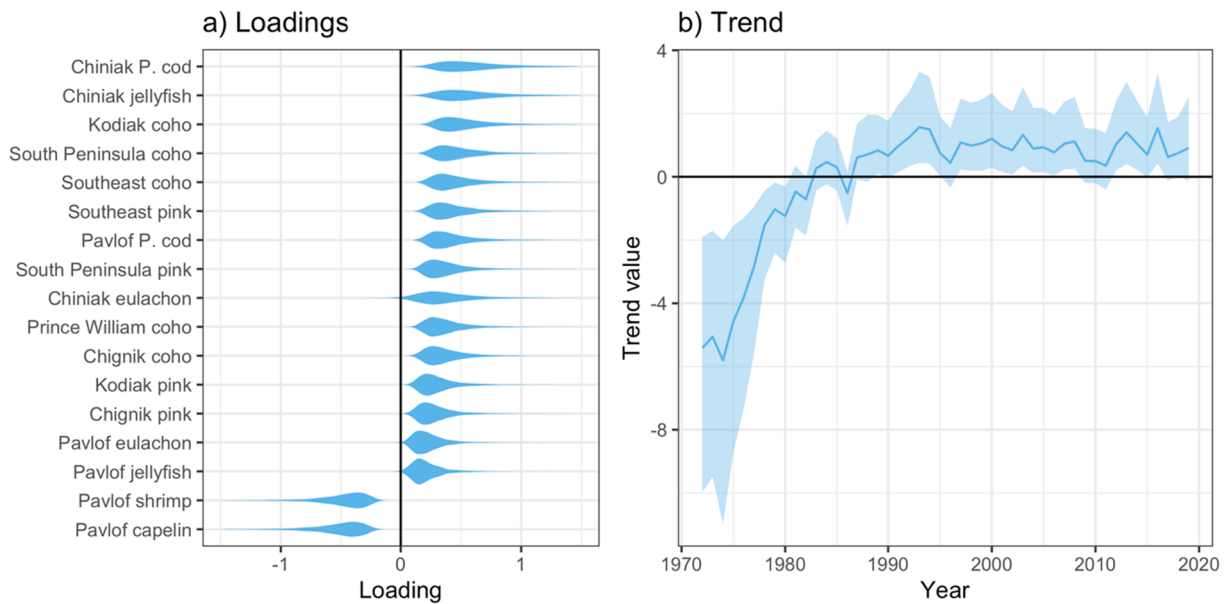 a) Loadings
Chiniak P. cod
Chiniak jellyfish
Kodiak coho
South Peninsula coho
Southeast coho
Southeast pink
Pavlof P. cod
South Peninsula pink
Chiniak eulachon
Prince William coho
Chignik coho
Kodiak pink
Chignik pink
Pavlof eulachon
Pavlof jellyfish
Pavlof shrimp
Pavlof capelin
-1 0 1
Loading
b) Trend
4
0
-4
-8
Trend value
1970 1980 1990 2000 2010 2020
Year